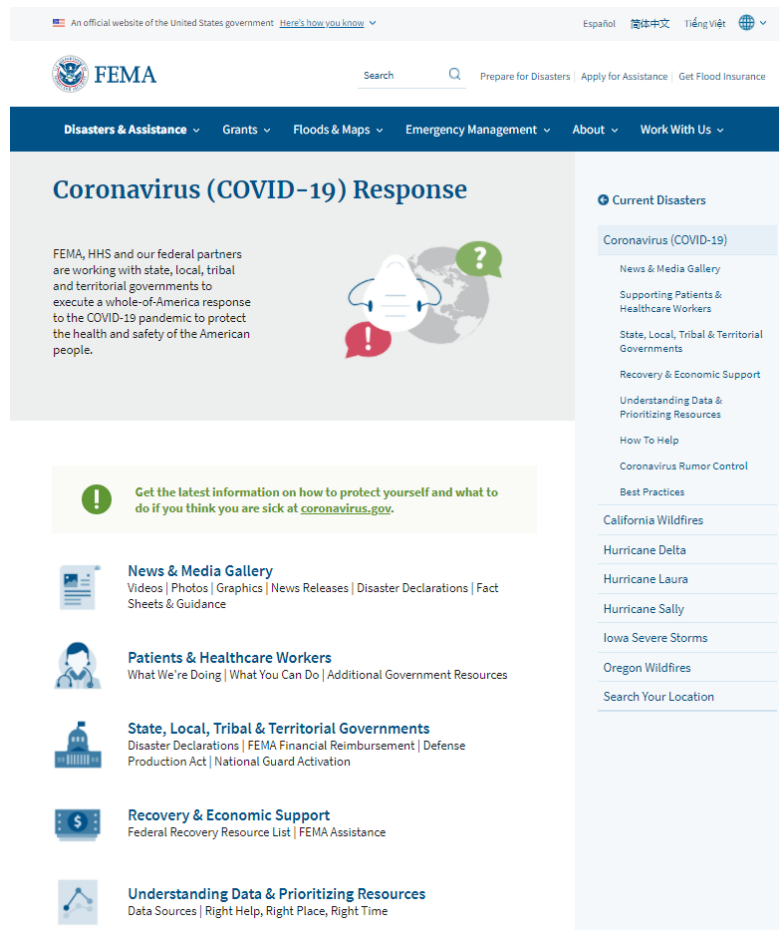 An official website of the United States government Here's how you know
Español 简体中文 Tiếng Việt
FEMA
Search
Prepare for Disasters | Apply for Assistance | Get Flood Insurance
Disasters & Assistance Grants Floods & Maps Emergency Management About Work With Us
Coronavirus (COVID-19) Response
FEMA, HHS and our federal partners
are working with state, local, tribal
and territorial governments to
execute a whole-of-America response
to the COVID-19 pandemic to protect
the health and safety of the American
people.
?
!
!
Get the latest information on how to protect yourself and what to
do if you think you are sick at coronavirus.gov.
News & Media Gallery
Videos | Photos | Graphics | News Releases | Disaster Declarations | Fact
Sheets & Guidance
Patients & Healthcare Workers
What We're Doing | What You Can Do | Additional Government Resources
State, Local, Tribal & Territorial Governments
Disaster Declarations | FEMA Financial Reimbursement | Defense
Production Act | National Guard Activation
$
Recovery & Economic Support
Federal Recovery Resource List | FEMA Assistance
Understanding Data & Prioritizing Resources
Data Sources | Right Help, Right Place, Right Time
Current Disasters
Coronavirus (COVID-19)
News & Media Gallery
Supporting Patients &
Healthcare Workers
State, Local, Tribal & Territorial
Governments
Recovery & Economic Support
Understanding Data &
Prioritizing Resources
How To Help
Coronavirus Rumor Control
Best Practices
California Wildfires
Hurricane Delta
Hurricane Laura
Hurricane Sally
Iowa Severe Storms
Oregon Wildfires
Search Your Location